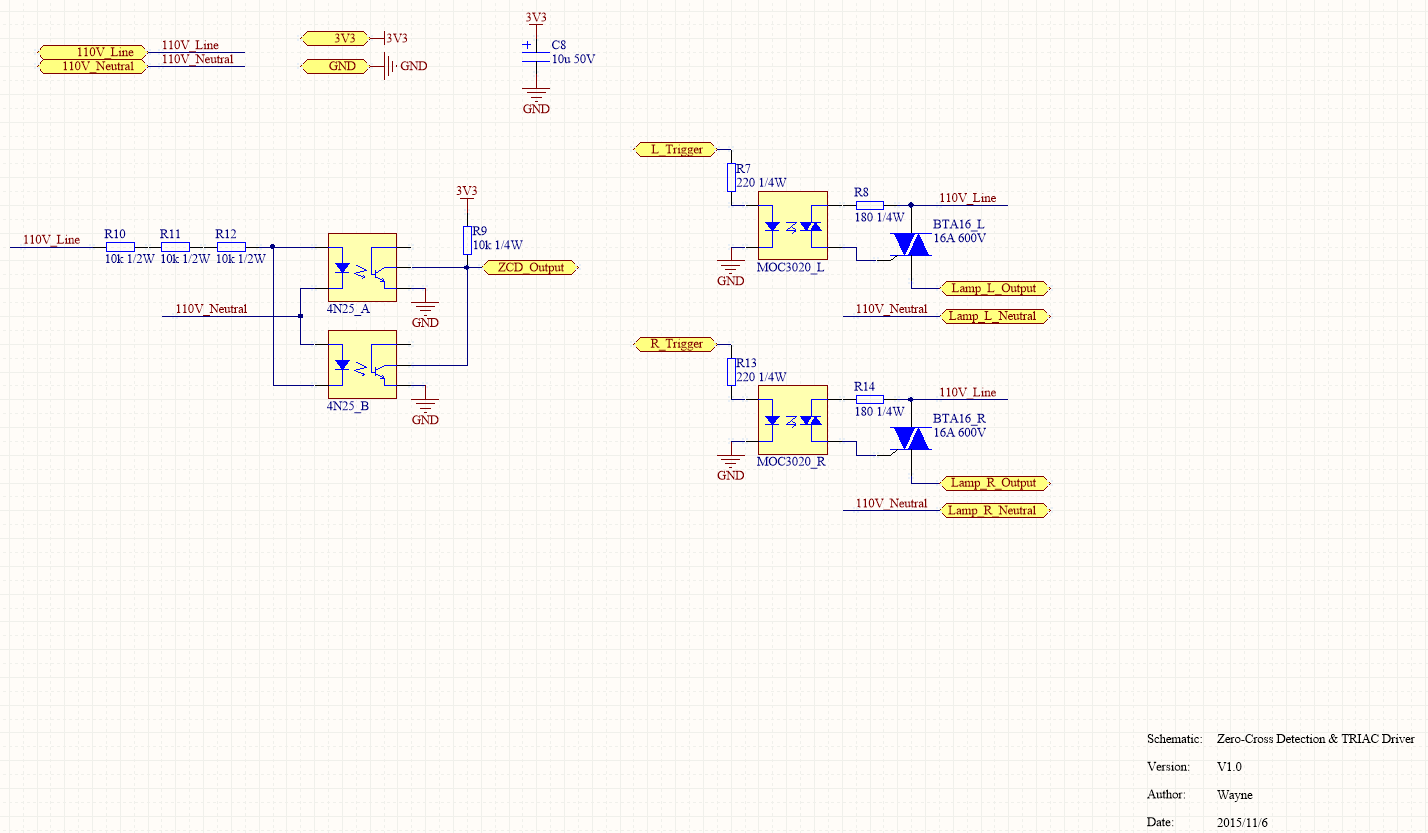 110V_Line
110V_Line
110V_Neutral
110V_Neutral
3V3
3V3
GND
GND
3V3
C8
10u 50V
GND
110V_Line
R10
10k 1/2W
R11
10k 1/2W
R12
10k 1/2W
110V_Neutral
4N25_A
GND
3V3
R9
10k 1/4W
ZCD_Output
4N25_B
GND
L_Trigger
R7
220 1/4W
GND
MOC3020_L
R8
180 1/4W
110V_Line
BTA16_L
16A 600V
Lamp_L_Output
110V_Neutral
Lamp_L_Neutral
R_Trigger
R13
220 1/4W
GND
MOC3020_R
R14
180 1/4W
110V_Line
BTA16_R
16A 600V
Lamp_R_Output
110V_Neutral
Lamp_R_Neutral
Schematic: Zero-Cross Detection & TRIAC Driver
Version: V1.0
Author: Wayne
Date: 2015/11/6